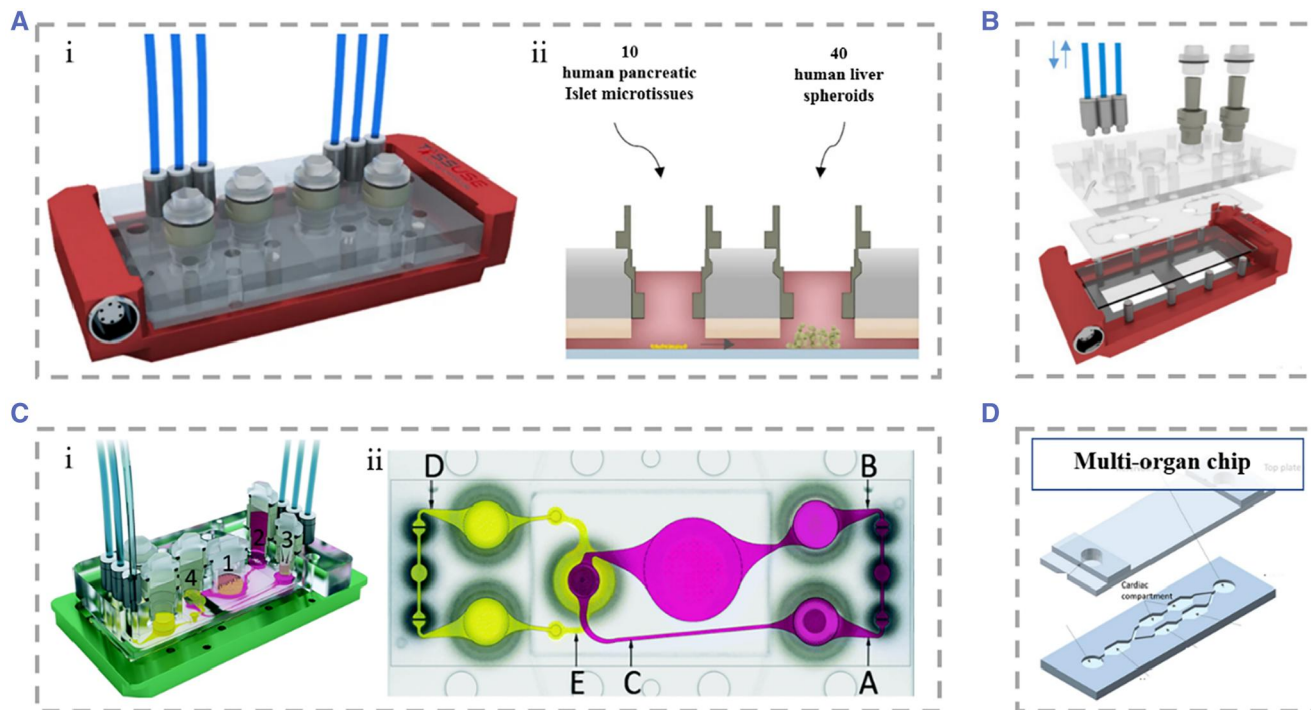 A
i
ii
10
human pancreatic
Islet microtissues
40
human liver
spheroids
TISSUSE
B
C
i
1
2
3
4
ii
D
B
E
C
A
D
Multi-organ chip
Top plate
Cardiac
compartment